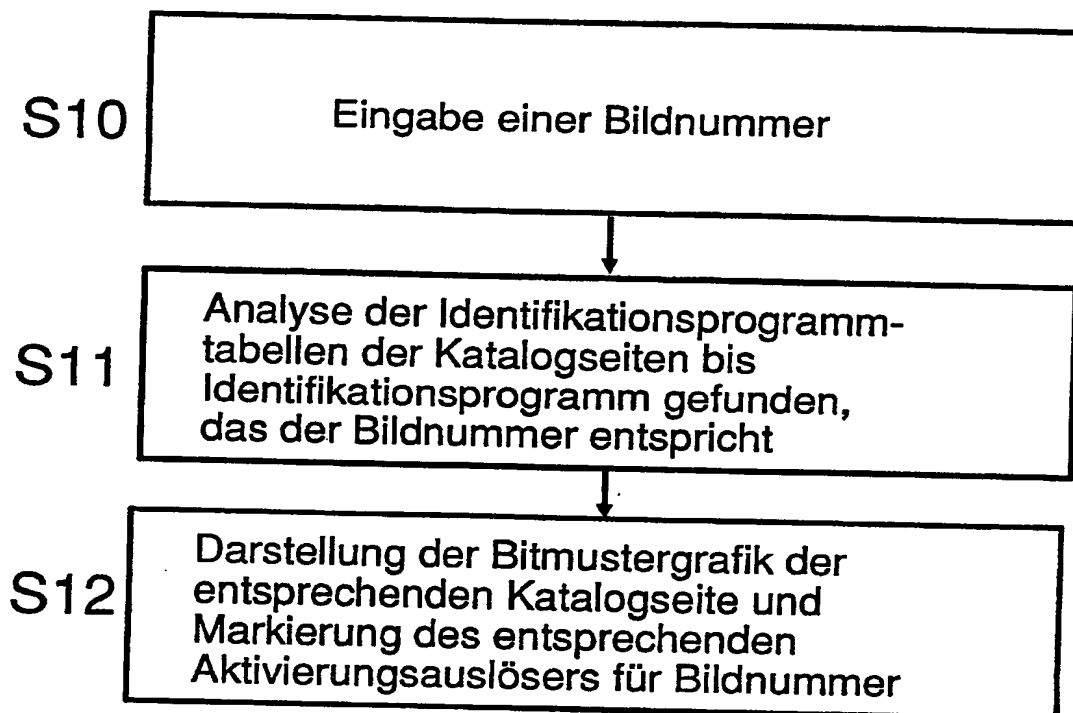 S10
Eingabe einer Bildnummer
S11
Analyse der Identifikationsprogramm-
tabellen der Katalogseiten bis
Identifikationsprogramm gefunden,
das der Bildnummer entspricht
S12
Darstellung der Bitmustergrafik der
entsprechenden Katalogseite und
Markierung des entsprechenden
Aktivierungsauslösers für Bildnummer